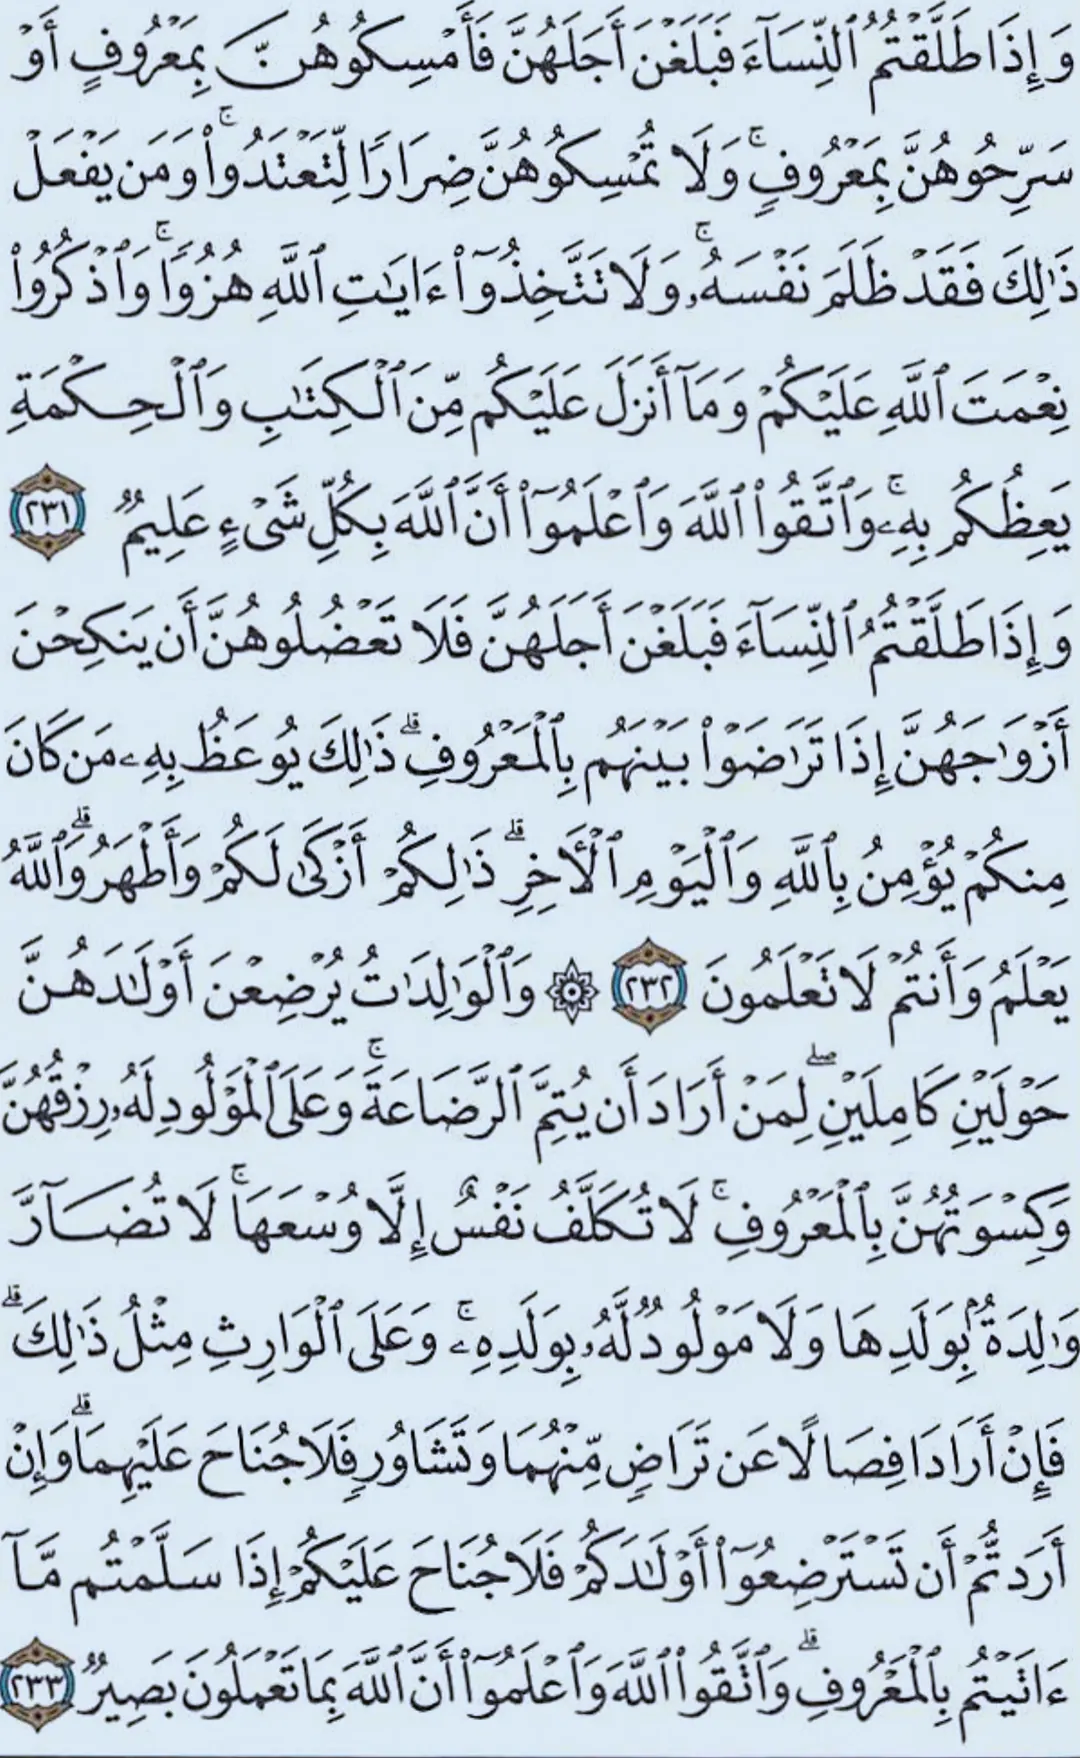 وَإِذَا طَلَّقۡتُمُ ٱلنِّسَآءَ فَبَلَغۡنَ أَجَلَهُنَّ فَأَمۡسِكُوهُنَّ بِمَعۡرُوفٍ أَوۡ
سَرِّحُوهُنَّ بِمَعۡرُوفٖۚ وَلَا تُمۡسِكُوهُنَّ ضِرَارٗا لِّتَعۡتَدُواْۚ وَمَن يَفۡعَلۡ
ذَٰلِكَ فَقَدۡ ظَلَمَ نَفۡسَهُۥۚ وَلَا تَتَّخِذُوٓاْ ءَايَٰتِ ٱللَّهِ هُزُوٗاۚ وَٱذۡكُرُواْ
نِعۡمَتَ ٱللَّهِ عَلَيۡكُمۡ وَمَآ أَنزَلَ عَلَيۡكُم مِّنَ ٱلۡكِتَٰبِ وَٱلۡحِكۡمَةِ
يَعِظُكُم بِهِۦۚ وَٱتَّقُواْ ٱللَّهَ وَٱعۡلَمُوٓاْ أَنَّ ٱللَّهَ بِكُلِّ شَيۡءٍ عَلِيمٞ ٢٣١
وَإِذَا طَلَّقۡتُمُ ٱلنِّسَآءَ فَبَلَغۡنَ أَجَلَهُنَّ فَلَا تَعۡضُلُوهُنَّ أَن يَنكِحۡنَ
أَزۡوَٰجَهُنَّ إِذَا تَرَٰضَوۡاْ بَيۡنَهُم بِٱلۡمَعۡرُوفِۗ ذَٰلِكَ يُوعَظُ بِهِۦ مَن كَانَ
مِنكُمۡ يُؤۡمِنُ بِٱللَّهِ وَٱلۡيَوۡمِ ٱلۡأٓخِرِۗ ذَٰلِكُمۡ أَزۡكَىٰ لَكُمۡ وَأَطۡهَرُۗ وَٱللَّهُ
يَعۡلَمُ وَأَنتُمۡ لَا تَعۡلَمُونَ ٢٣٢ ۞ وَٱلۡوَٰلِدَٰتُ يُرۡضِعۡنَ أَوۡلَٰدَهُنَّ
حَوۡلَيۡنِ كَامِلَيۡنِۖ لِمَنۡ أَرَادَ أَن يُتِمَّ ٱلرَّضَاعَةَۚ وَعَلَى ٱلۡمَوۡلُودِ لَهُۥ رِزۡقُهُنَّ
وَكِسۡوَتُهُنَّ بِٱلۡمَعۡرُوفِۚ لَا تُكَلَّفُ نَفۡسٌ إِلَّا وُسۡعَهَاۚ لَا تُضَآرَّ
وَٰلِدَةُۢ بِوَلَدِهَا وَلَا مَوۡلُودٞ لَّهُۥ بِوَلَدِهِۦۚ وَعَلَى ٱلۡوَارِثِ مِثۡلُ ذَٰلِكَۗ
فَإِنۡ أَرَادَا فِصَالًا عَن تَرَاضٖ مِّنۡهُمَا وَتَشَاوُرٖ فَلَا جُنَاحَ عَلَيۡهِمَاۗ وَإِنۡ
أَرَدتُّمۡ أَن تَسۡتَرۡضِعُوٓاْ أَوۡلَٰدَكُمۡ فَلَا جُنَاحَ عَلَيۡكُمۡ إِذَا سَلَّمۡتُم مَّآ
ءَاتَيۡتُم بِٱلۡمَعۡرُوفِۗ وَٱتَّقُواْ ٱللَّهَ وَٱعۡلَمُوٓاْ أَنَّ ٱللَّهَ بِمَا تَعۡمَلُونَ بَصِيرٞ ٢٣٣